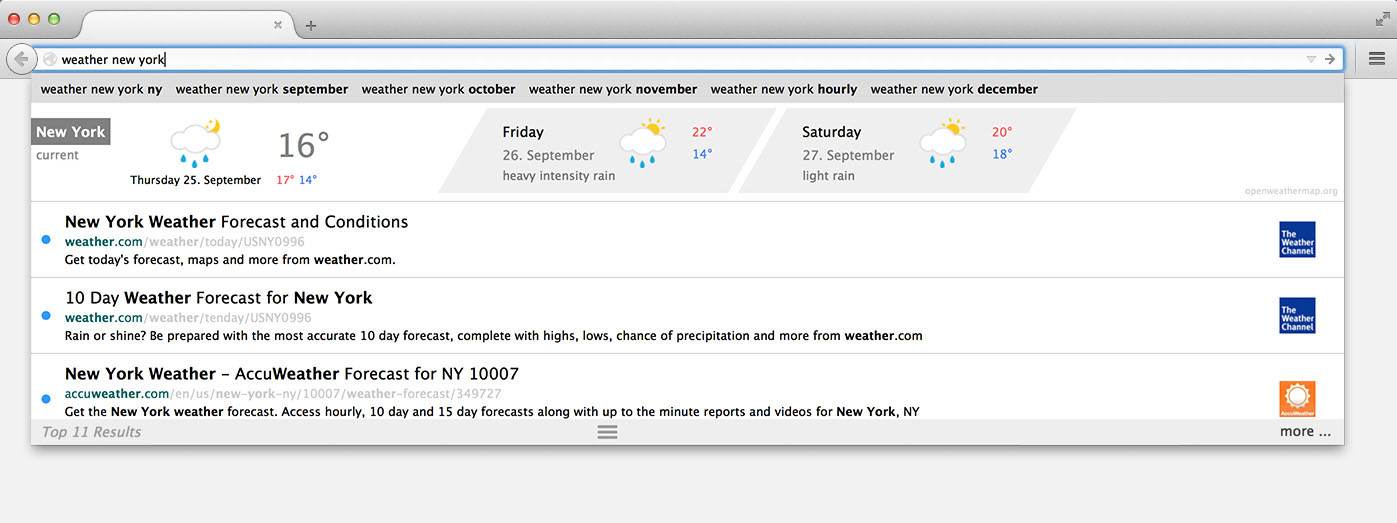 weather new york
weather new york ny weather new york september weather new york october weather new york november weather new york hourly weather new york december
New York
current
16°
Thursday 25. September 17° 14°
Friday
26. September
heavy intensity rain
22°
14°
Saturday
27. September
light rain
20°
18°
openweathermap.org
New York Weather Forecast and Conditions
weather.com/weather/today/USNY0996
Get today's forecast, maps and more from weather.com.
The
Weather
Channel
10 Day Weather Forecast for New York
weather.com/weather/tenday/USNY0996
Rain or shine? Be prepared with the most accurate 10 day forecast, complete with highs, lows, chance of precipitation and more from weather.com
The
Weather
Channel
New York Weather – AccuWeather Forecast for NY 10007
accuweather.com/en/us/new-york-ny/10007/weather-forecast/349727
Get the New York weather forecast. Access hourly, 10 day and 15 day forecasts along with up to the minute reports and videos for New York, NY
AccuWeather
Top 11 Results
more ...